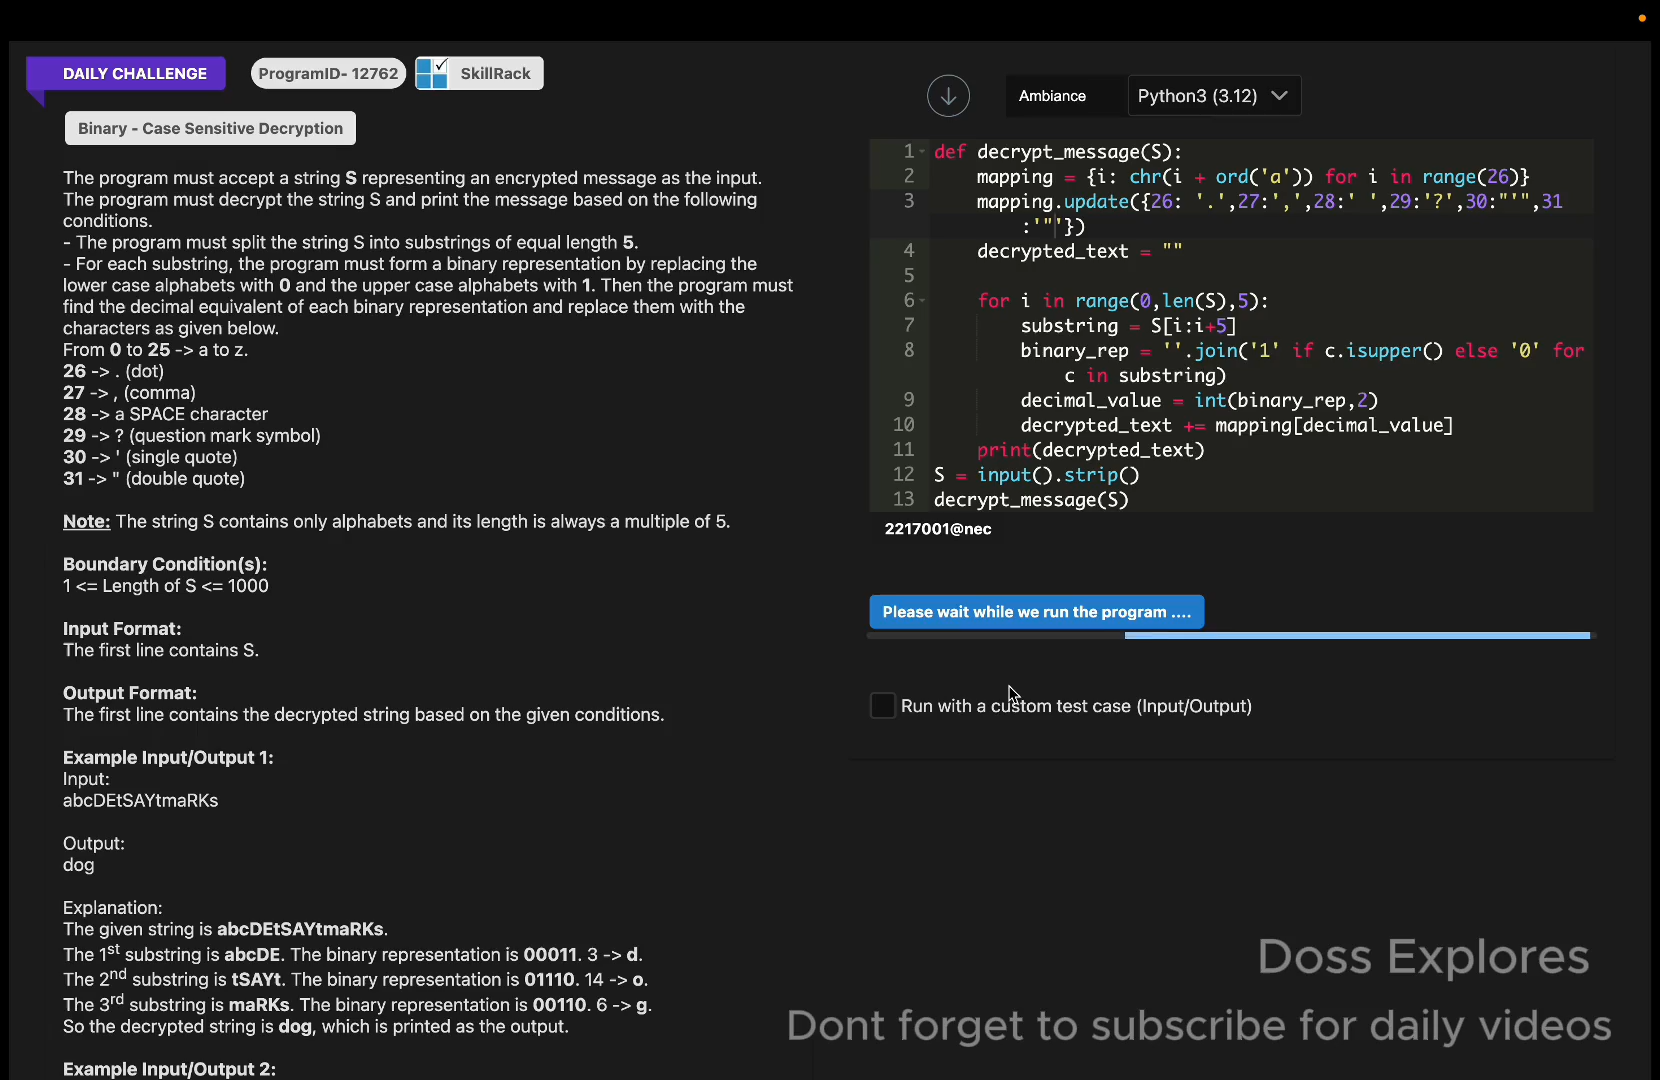 DAILY CHALLENGE
ProgramID- 12762
SkillRack
Binary - Case Sensitive Decryption
The program must accept a string S representing an encrypted message as the input.
The program must decrypt the string S and print the message based on the following
conditions.
- The program must split the string S into substrings of equal length 5.
- For each substring, the program must form a binary representation by replacing the
lower case alphabets with 0 and the upper case alphabets with 1. Then the program must
find the decimal equivalent of each binary representation and replace them with the
characters as given below.
From 0 to 25 -> a to z.
26 -> . (dot)
27 -> , (comma)
28 -> a SPACE character
29 -> ? (question mark symbol)
30 -> ' (single quote)
31 -> " (double quote)
Note: The string S contains only alphabets and its length is always a multiple of 5.
Boundary Condition(s):
1 <= Length of S <= 1000
Input Format:
The first line contains S.
Output Format:
The first line contains the decrypted string based on the given conditions.
Example Input/Output 1:
Input:
abcDEtSAYtmaRKs
Output:
dog
Explanation:
The given string is abcDEtSAYtmaRKs.
The 1st substring is abcDE. The binary representation is 00011. 3 -> d.
The 2nd substring is tSAYt. The binary representation is 01110. 14 -> o.
The 3rd substring is maRKs. The binary representation is 00110. 6 -> g.
So the decrypted string is dog, which is printed as the output.
Example Input/Output 2:
Ambiance
Python3 (3.12)
1 def decrypt_message(S):
2     mapping = {i: chr(i + ord('a')) for i in range(26)}
3     mapping.update({26: '.',27:',',28:' ',29:'?',30:"'",31
:'"'})
4     decrypted_text = ""
5
6     for i in range(0,len(S),5):
7         substring = S[i:i+5]
8         binary_rep = ''.join('1' if c.isupper() else '0' for
c in substring)
9         decimal_value = int(binary_rep,2)
10         decrypted_text += mapping[decimal_value]
11     print(decrypted_text)
12 S = input().strip()
13 decrypt_message(S)
2217001@nec
Please wait while we run the program ....
Run with a custom test case (Input/Output)
Doss Explores
Dont forget to subscribe for daily videos